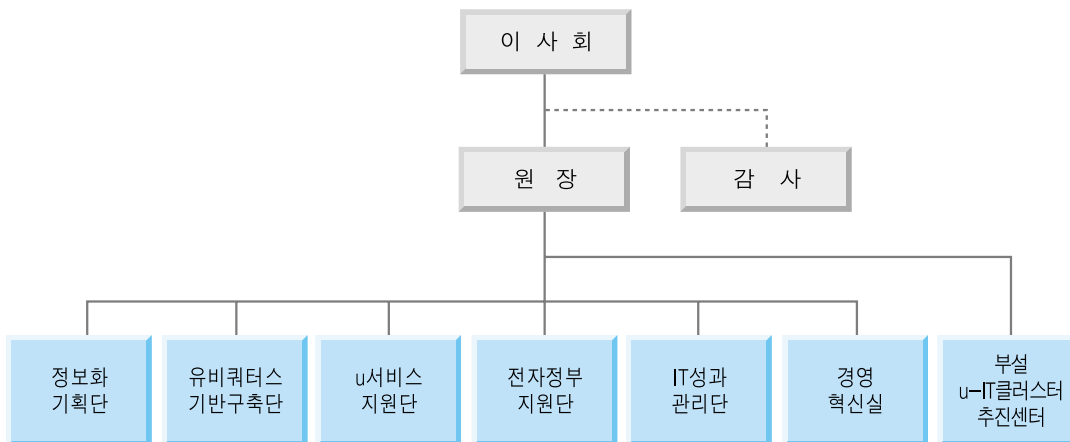 이 사 회
원 장
감 사
정보화
기획단
유비쿼터스
기반구축단
u서비스
지원단
전자정부
지원단
IT성과
관리단
경영
혁신실
부설
u-IT클러스터
추진센터